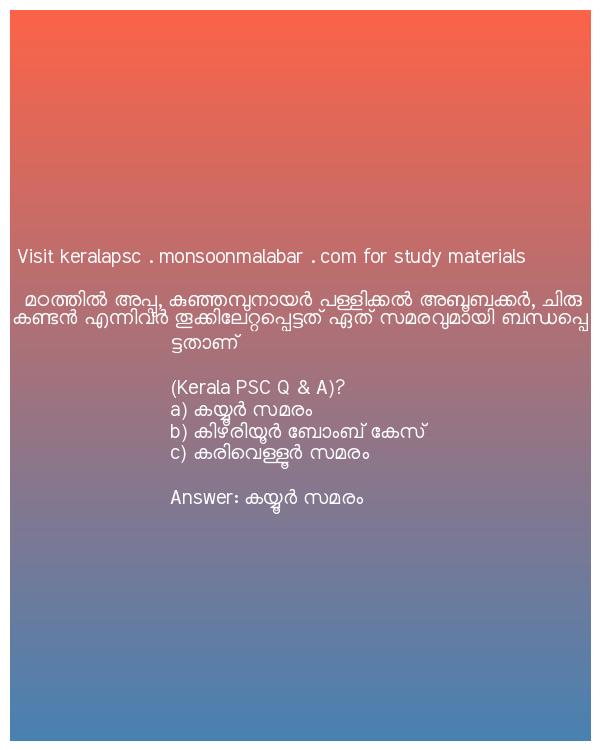 Visit keralapsc . monsoonmalabar . com for study materials
മഠത്തിൽ അപ്പു, കുഞ്ഞമ്പുനായർ പള്ളിക്കൽ അബൂബക്കർ, ചിരു
കണ്ടൻ എന്നിവർ തൂക്കിലേറ്റപ്പെട്ടത് ഏത് സമരവുമായി ബന്ധപ്പെ
ട്ടതാണ്
(Kerala PSC Q & A)?
a) കയ്യൂർ സമരം
b) കിഴരിയൂർ ബോംബ് കേസ്
c) കരിവെള്ളൂർ സമരം
Answer: കയ്യൂർ സമരം